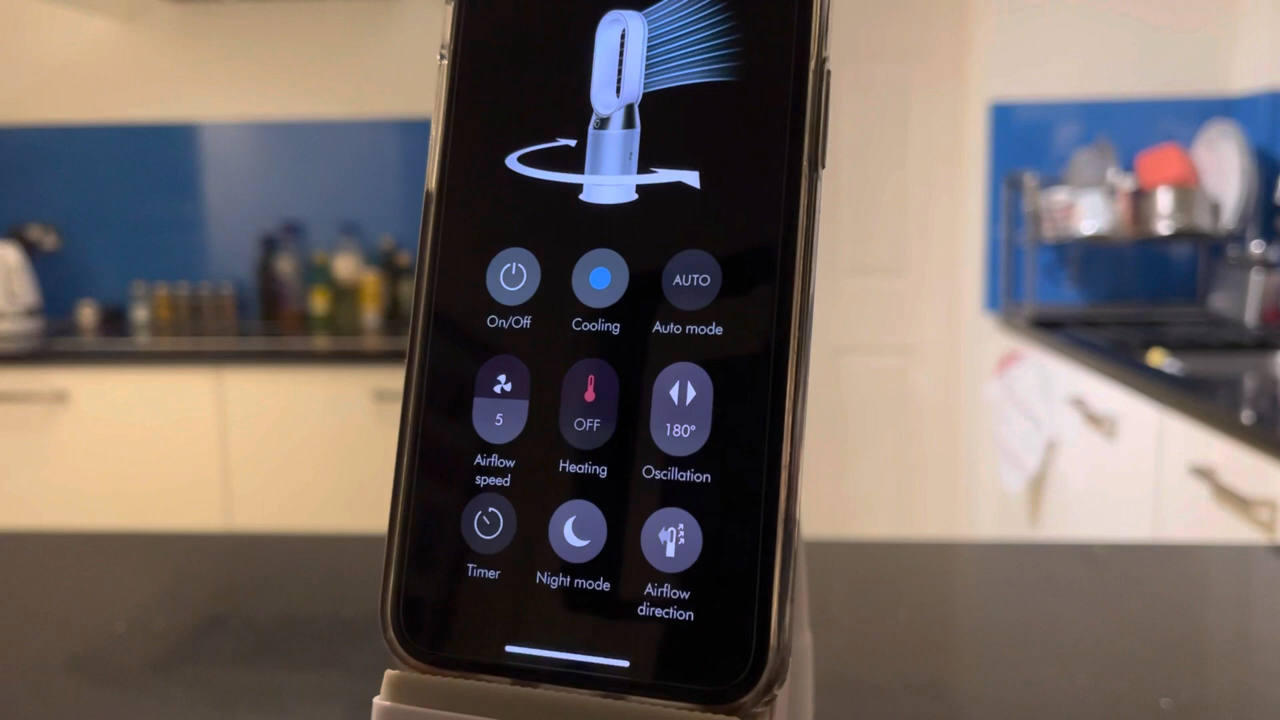 AUTO
On/Off
Cooling
Auto mode
5
OFF
180°
Airflow
speed
Heating
Oscillation
Timer
Night mode
Airflow
direction